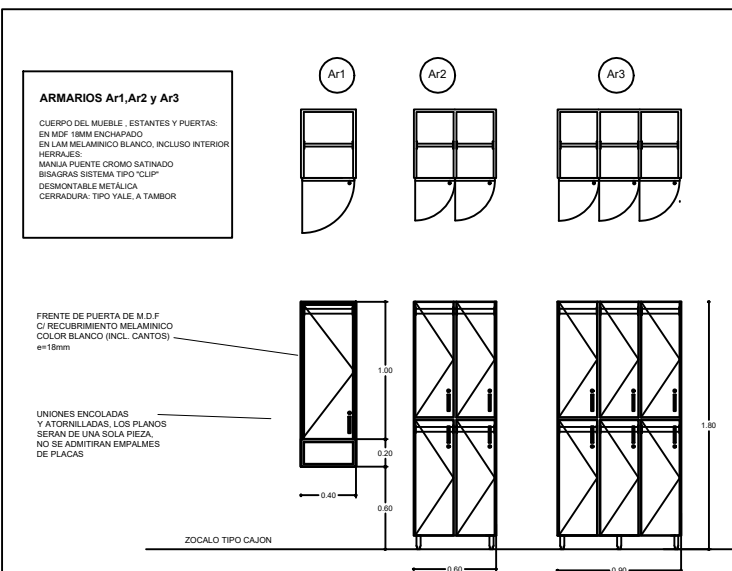 Ar1
Ar2
Ar3
ARMARIOS Ar1,Ar2 y Ar3
CUERPO DEL MUEBLE , ESTANTES Y PUERTAS:
EN MDF 18MM ENCHAPADO
EN LAM MELAMINICO BLANCO, INCLUSO INTERIOR
HERRAJES:
MANIJA PUENTE CROMO SATINADO
BISAGRAS SISTEMA TIPO "CLIP"
DESMONTABLE METÁLICA
CERRADURA: TIPO YALE, A TAMBOR
FRENTE DE PUERTA DE M.D.F
C/ RECUBRIMIENTO MELAMINICO
COLOR BLANCO (INCL. CANTOS)
e=18mm
UNIONES ENCOLADAS
Y ATORNILLADAS, LOS PLANOS
SERAN DE UNA SOLA PIEZA,
NO SE ADMITIRAN EMPALMES
DE PLACAS
1.00
0.20
0.60
0.40
1.80
ZOCALO TIPO CAJON
0.60
0.90